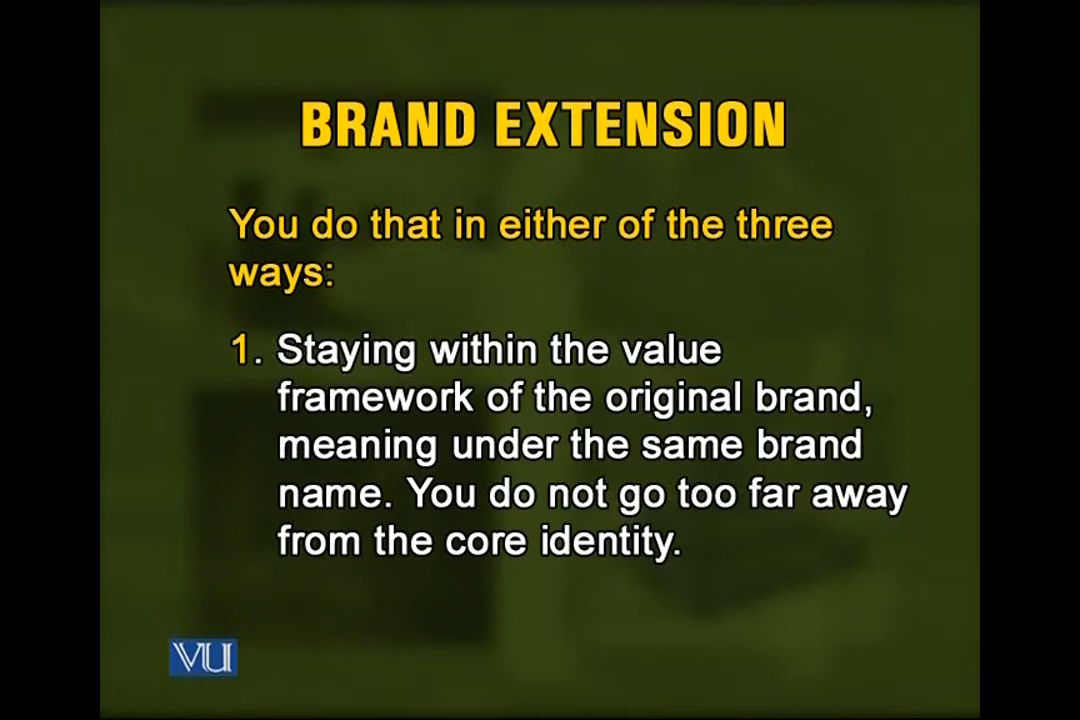 BRAND EXTENSION
You do that in either of the three
ways:
1. Staying within the value
framework of the original brand,
meaning under the same brand
name. You do not go too far away
from the core identity.
VU